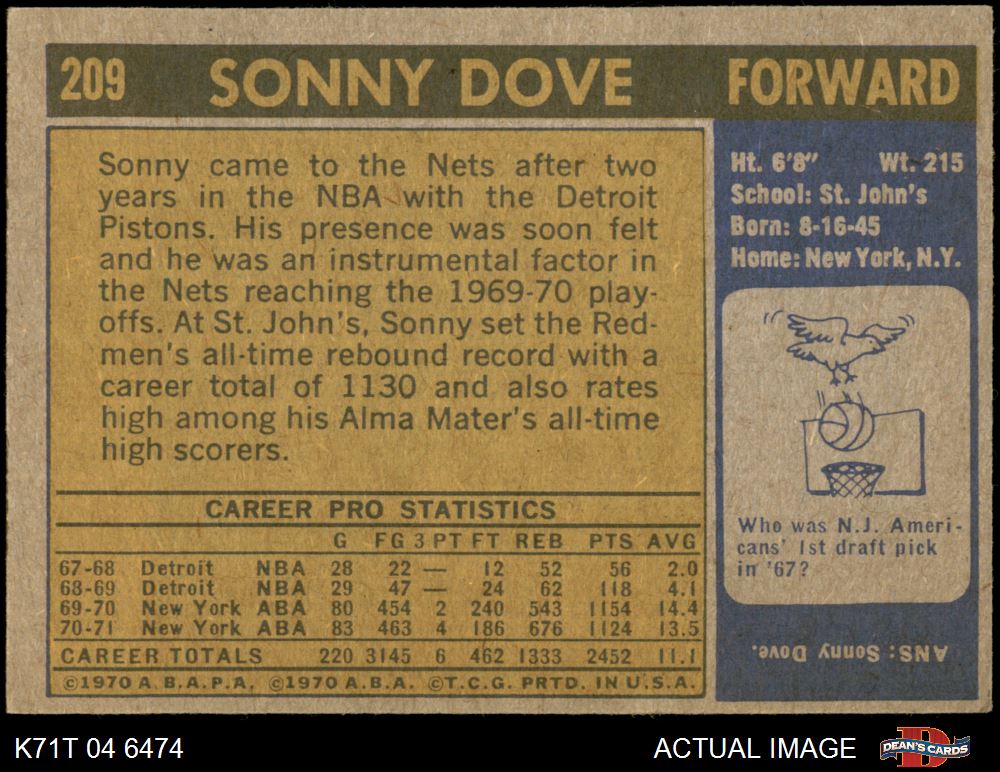 209 SONNY DOVE FORWARD
Sonny came to the Nets after two
years in the NBA with the Detroit
Pistons. His presence was soon felt
and he was an instrumental factor in
the Nets reaching the 1969-70 play-
offs. At St. John's, Sonny set the Red-
men's all-time rebound record with a
career total of 1130 and also rates
high among his Alma Mater's all-time
high scorers.
CAREER PRO STATISTICS
G FG 3 PT FT REB PTS AVG
67-68 Detroit NBA 28 22 — 12 52 56 2.0
68-69 Detroit NBA 29 47 — 24 62 118 4.1
69-70 New York ABA 80 454 2 240 543 1154 14.4
70-71 New York ABA 83 463 4 186 676 1124 13.5
CAREER TOTALS 220 3145 6 462 1333 2452 11.1
©1970 A.B.A.P.A. ©1970 A.B.A. ©T.C.G. PRTD. IN U.S.A.
Ht. 6'8" Wt. 215
School: St. John's
Born: 8-16-45
Home: New York, N.Y.
Who was N.J. Ameri-
cans' 1st draft pick
in '67?
ANS: Sonny Dove.
K71T 04 6474 ACTUAL IMAGE
D
DEAN'S CARDS